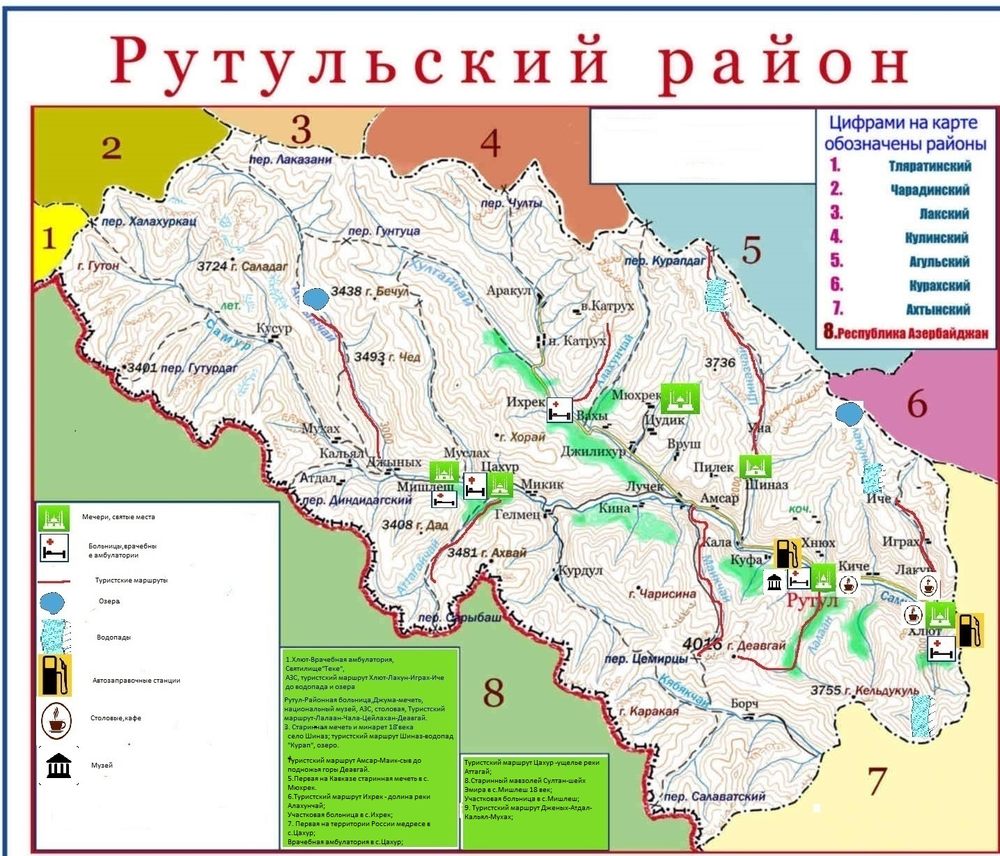 Рутульский район
Цифрами на карте
обозначены районы
1. Тляратинский
2. Чарадинский
3. Лакский
4. Кулинский
5. Агульский
6. Курахский
7. Ахтынский
8.Республика Азербайджан
2
3
4
1
5
6
8
7
пер. Лаказани
пер. Чулты
пер. Халахуркац
пер. Гунтуца
г. Гутон
3724 г. Саладаг
пер. Курапдаг
3438 г. Бечул
Хултайчай
Аракул
в.Катрух
лет.
Самур
Кусур
н. Катрух
3401 пер. Гутурдаг
3493 г. Чед
Алахунчай
3736
Ихрек
Мюхрек
Вахы
Цудик
Мухах
3000
г. Хорай
Уна
Кальял
Джыных
Муслах
Цахур
Джилихур
Вруш
Пилек
Атдал
Мишлеш
Микик
Лучек
2000
Шиназ
Иче
пер. Диндидагский
Гелмец
Кина
Амсар
коч.
3408 г. Дад
3481 г. Ахвай
Кала
Хнюх
Играх
Аттагайчай
Курдул
Куфа
Киче
Лакун
г. Чарисина
Рутул
пер. Сарыбаш
Лалаан
Хлют
4016 г. Деавгай
пер. Цемирцы
Кябякчай
3755 г. Кельдукуль
г. Каракая
Борч
пер. Салаватский
Мечери, святые места
Больницы,врачебны
е амбулатории
Туристские маршруты
Озера
Водопады
Автозаправочные станции
Столовые,кафе
Музей
1.Хлют-Врачебная амбулатория,
Святилище"Теке",
АЗС, туристский маршрут Хлют-Лакун-Играх-Иче
до водопада и озера
Рутул-Районная больница,Джума-мечеть,
национальный музей, АЗС, столовая, Туристский
маршрут-Лалаан-Чала-Цейлахан-Деавгай.
3. Старинная мечеть и минарет 18 века
село Шиназ; туристский маршрут Шиназ-водопад
"Курап", озеро.
4.
Туристский маршрут Амсар-Маик-сыв до
подножья горы Деавгай.
5.Первая на Кавказе старинная мечеть в с.
Мюхрек.
6.Туристский маршрут Ихрек - долина реки
Алахунчай;
Участковая больница в с.Ихрек;
7. Первая на территории России медресе в
с.Цахур;
Врачебная амбулатория в с.Цахур;
Туристский маршрут Цахур -ущелье реки
Аттагай;
8.Старинный мавзолей Султан-шейх
Эмира в с.Мишлеш 18 век;
Участковая больница в с.Мишлеш;
9. Туристский маршрут Дженых-Атдал-
Кальял-Мухах;